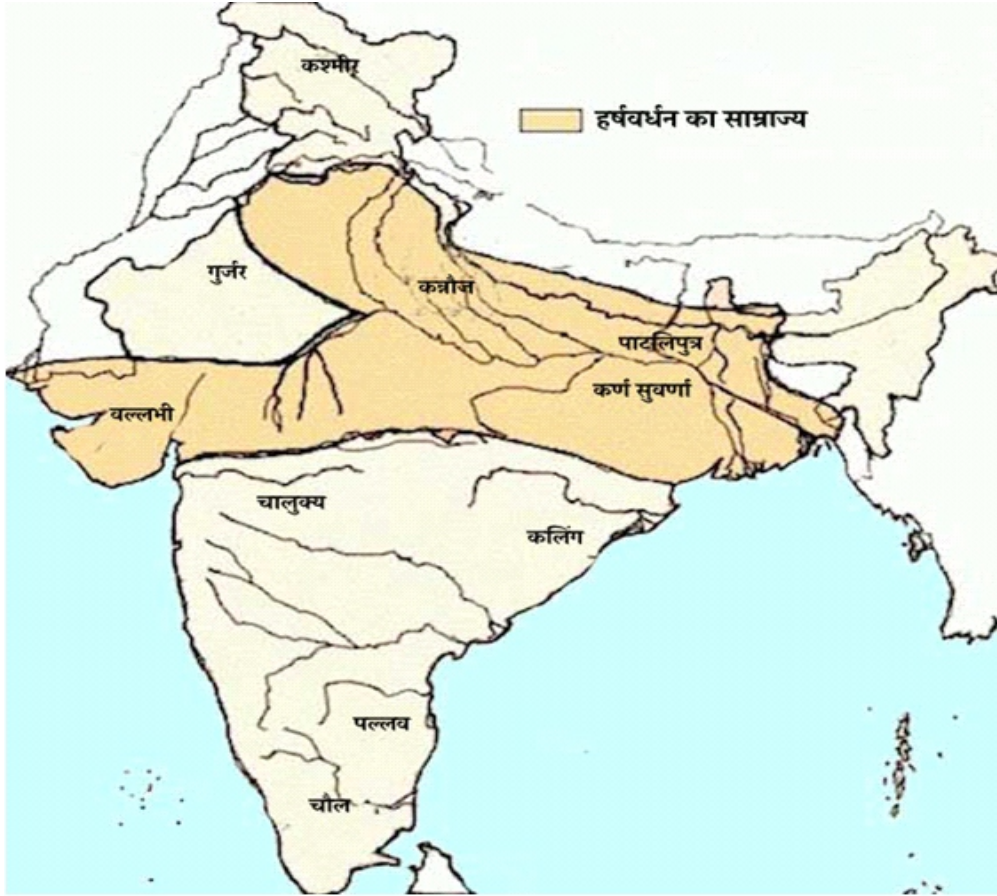 कश्मीर
हर्षवर्धन का साम्राज्य
गुर्जर
कन्नौज
पाटलिपुत्र
कर्ण सुवर्णा
वल्लभी
चालुक्य
कलिंग
पल्लव
चौल